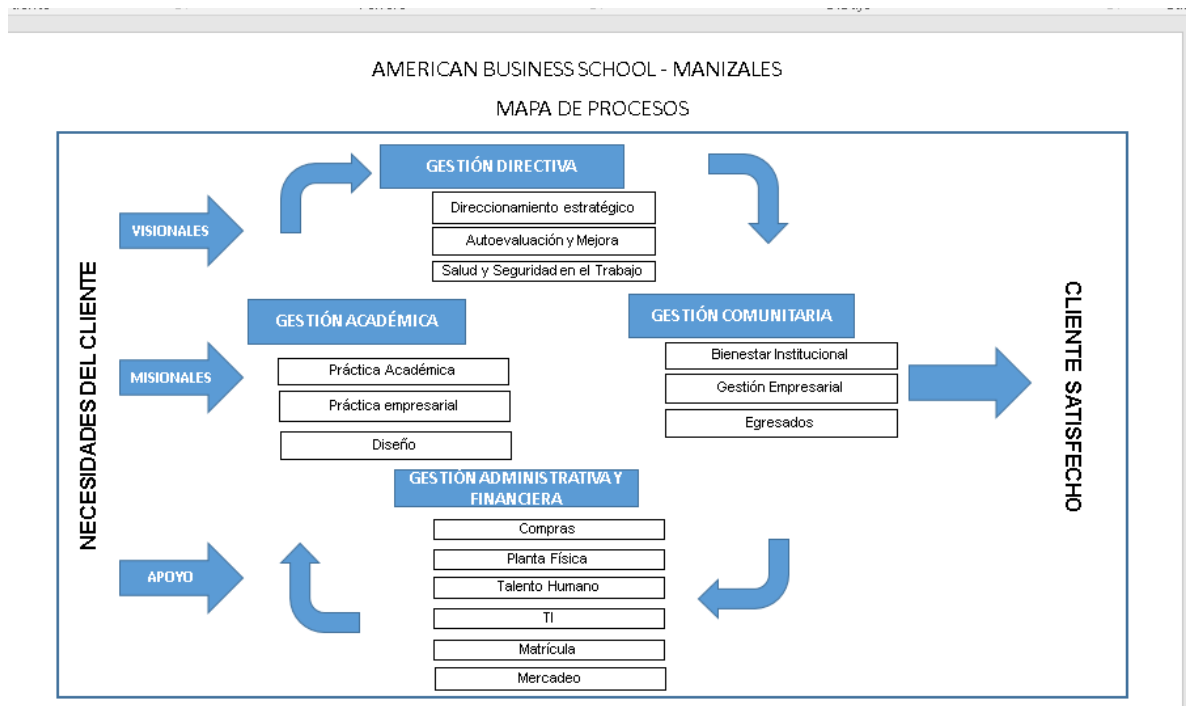 AMERICAN BUSINESS SCHOOL - MANIZALES
MAPA DE PROCESOS
NECESIDADES DEL CLIENTE
VISIONALES
GESTIÓN DIRECTIVA
Direccionamiento estratégico
Autoevaluación y Mejora
Salud y Seguridad en el Trabajo
MISIONALES
GESTIÓN ACADÉMICA
Práctica Académica
Práctica empresarial
Diseño
GESTIÓN COMUNITARIA
Bienestar Institucional
Gestión Empresarial
Egresados
APOYO
GESTIÓN ADMINISTRATIVA Y
FINANCIERA
Compras
Planta Física
Talento Humano
TI
Matrícula
Mercadeo
CLIENTE SATISFECHO